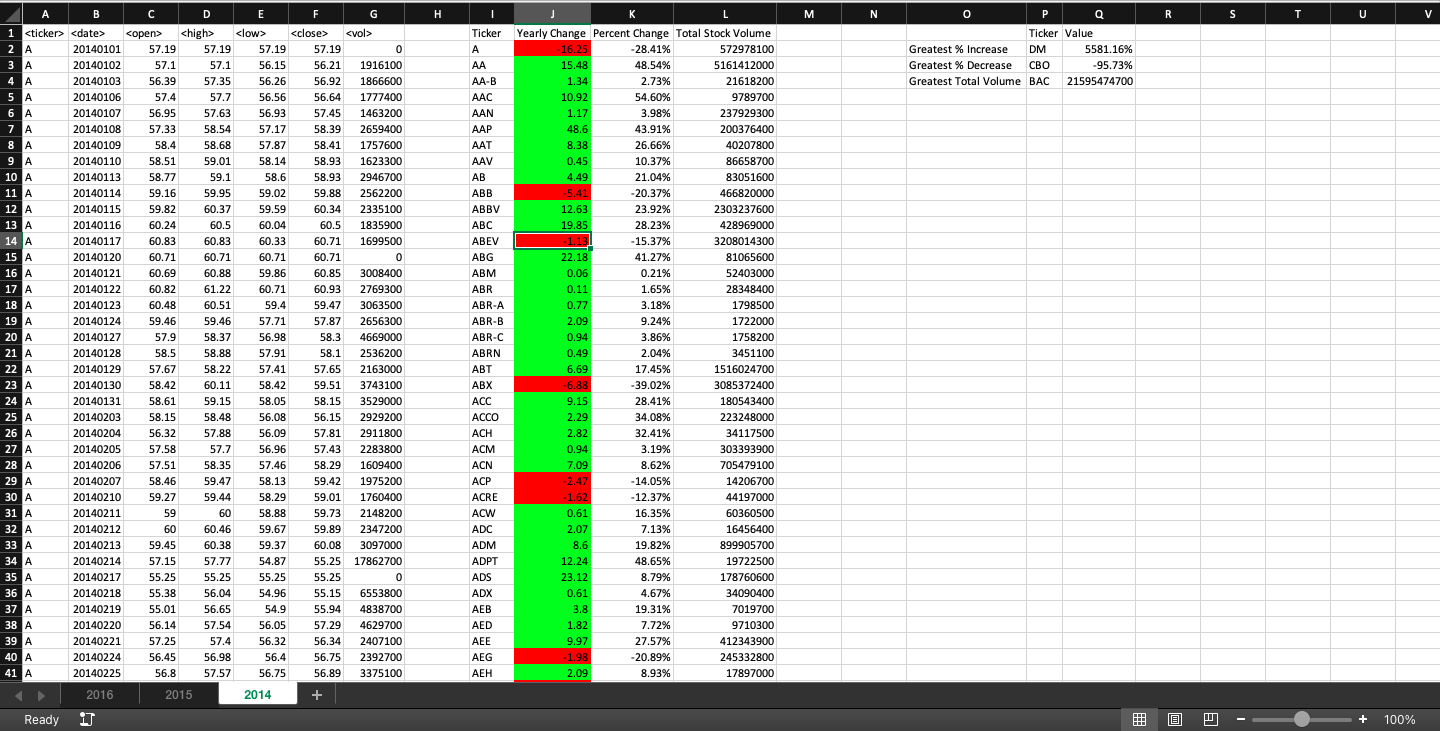 A B C D E F G H I J K L M N O P Q R S T U V
1 <ticker> <date> <open> <high> <low> <close> <vol> Ticker Yearly Change Percent Change Total Stock Volume Ticker Value
2 A 20140101 57.19 57.19 57.19 57.19 0 A -16.25 -28.41% 572978100 Greatest % Increase DM 5581.16%
3 A 20140102 57.1 57.1 56.15 56.21 1916100 AA 15.48 48.54% 5161412000 Greatest % Decrease CBO -95.73%
4 A 20140103 56.39 57.35 56.26 56.92 1866600 AA-B 1.34 2.73% 21618200 Greatest Total Volume BAC 21595474700
5 A 20140106 57.4 57.7 56.56 56.64 1777400 AAC 10.92 54.60% 9789700
6 A 20140107 56.95 57.63 56.93 57.45 1463200 AAN 1.17 3.98% 237929300
7 A 20140108 57.33 58.54 57.17 58.39 2659400 AAP 48.6 43.91% 200376400
8 A 20140109 58.4 58.68 57.87 58.41 1757600 AAT 8.38 26.66% 40207800
9 A 20140110 58.51 59.01 58.14 58.93 1623300 AAV 0.45 10.37% 86658700
10 A 20140113 58.77 59.1 58.6 58.93 2946700 AB 4.49 21.04% 83051600
11 A 20140114 59.16 59.95 59.02 59.88 2562200 ABB -5.41 -20.37% 466820000
12 A 20140115 59.82 60.37 59.59 60.34 2335100 ABBV 12.63 23.92% 2303237600
13 A 20140116 60.24 60.5 60.04 60.5 1835900 ABC 19.85 28.23% 428969000
14 A 20140117 60.83 60.83 60.33 60.71 1699500 ABEV -1.13 -15.37% 3208014300
15 A 20140120 60.71 60.71 60.71 60.71 0 ABG 22.18 41.27% 81065600
16 A 20140121 60.69 60.88 59.86 60.85 3008400 ABM 0.06 0.21% 52403000
17 A 20140122 60.82 61.22 60.71 60.93 2769300 ABR 0.11 1.65% 28348400
18 A 20140123 60.48 60.51 59.4 59.47 3063500 ABR-A 0.77 3.18% 1798500
19 A 20140124 59.46 59.46 57.71 57.87 2656300 ABR-B 2.09 9.24% 1722000
20 A 20140127 57.9 58.37 56.98 58.3 4669000 ABR-C 0.94 3.86% 1758200
21 A 20140128 58.5 58.88 57.91 58.1 2536200 ABRN 0.49 2.04% 3451100
22 A 20140129 57.67 58.22 57.41 57.65 2163000 ABT 6.69 17.45% 1516024700
23 A 20140130 58.42 60.11 58.42 59.51 3743100 ABX -6.88 -39.02% 3085372400
24 A 20140131 58.61 59.15 58.05 58.15 3529000 ACC 9.15 28.41% 180543400
25 A 20140203 58.15 58.48 56.08 56.15 2929200 ACCO 2.29 34.08% 223248000
26 A 20140204 56.32 57.88 56.09 57.81 2911800 ACH 2.82 32.41% 34117500
27 A 20140205 57.58 57.7 56.96 57.43 2283800 ACM 0.94 3.19% 303393900
28 A 20140206 57.51 58.35 57.46 58.29 1609400 ACN 7.09 8.62% 705479100
29 A 20140207 58.46 59.47 58.13 59.42 1975200 ACP -2.47 -14.05% 14206700
30 A 20140210 59.27 59.44 58.29 59.01 1760400 ACRE -1.62 -12.37% 44197000
31 A 20140211 59 60 58.88 59.73 2148200 ACW 0.61 16.35% 60360500
32 A 20140212 60 60.46 59.67 59.89 2347200 ADC 2.07 7.13% 16456400
33 A 20140213 59.45 60.38 59.37 60.08 3097000 ADM 8.6 19.82% 899905700
34 A 20140214 57.15 57.77 54.87 55.25 17862700 ADPT 12.24 48.65% 19722500
35 A 20140217 55.25 55.25 55.25 55.25 0 ADS 23.12 8.79% 178760600
36 A 20140218 55.38 56.04 54.96 55.15 6553800 ADX 0.61 4.67% 34090400
37 A 20140219 55.01 56.65 54.9 55.94 4838700 AEB 3.8 19.31% 7019700
38 A 20140220 56.14 57.54 56.05 57.29 4629700 AED 1.82 7.72% 9710300
39 A 20140221 57.25 57.4 56.32 56.34 2407100 AEE 9.97 27.57% 412343900
40 A 20140224 56.45 56.98 56.4 56.75 2392700 AEG -1.98 -20.89% 245332800
41 A 20140225 56.8 57.57 56.75 56.89 3375100 AEH 2.09 8.93% 17897000
2016 2015 2014 +
Ready 100%